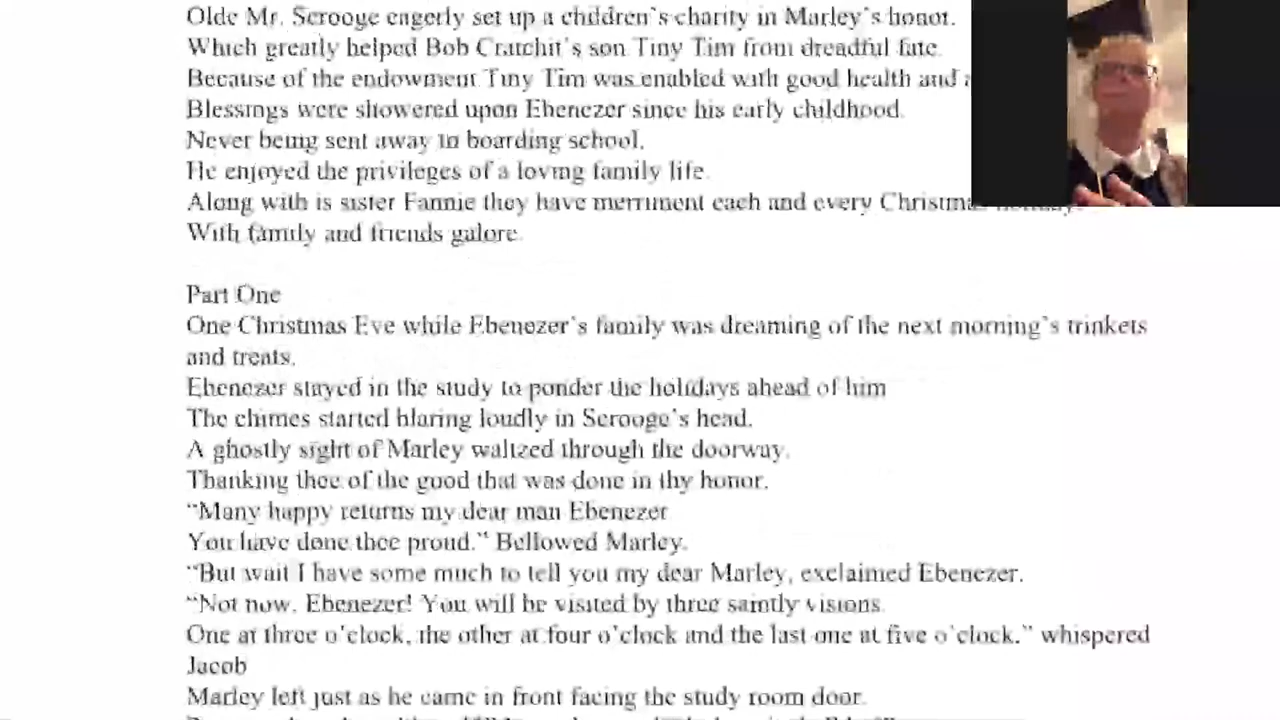 Olde Mr. Scrooge eagerly set up a children's charity in Marley's honor.
Which greatly helped Bob Cratchit's son Tiny Tim from dreadful fate.
Because of the endowment Tiny Tim was enabled with good health and
Blessings were showered upon Ebenezer since his early childhood.
Never being sent away to boarding school.
He enjoyed the privileges of a loving family life.
Along with is sister Fannie they have merriment each and every Christmas holiday.
With family and friends galore.
Part One
One Christmas Eve while Ebenezer's family was dreaming of the next morning's trinkets
and treats.
Ebenezer stayed in the study to ponder the holidays ahead of him
The chimes started blaring loudly in Scrooge's head.
A ghostly sight of Marley waltzed through the doorway.
Thanking thee of the good that was done in thy honor.
"Many happy returns my dear man Ebenezer
You have done thee proud." Bellowed Marley.
"But wait I have some much to tell you my dear Marley, exclaimed Ebenezer.
"Not now, Ebenezer! You will be visited by three saintly visions.
One at three o'clock, the other at four o'clock and the last one at five o'clock." whispered
Jacob
Marley left just as he came in front facing the study room door.